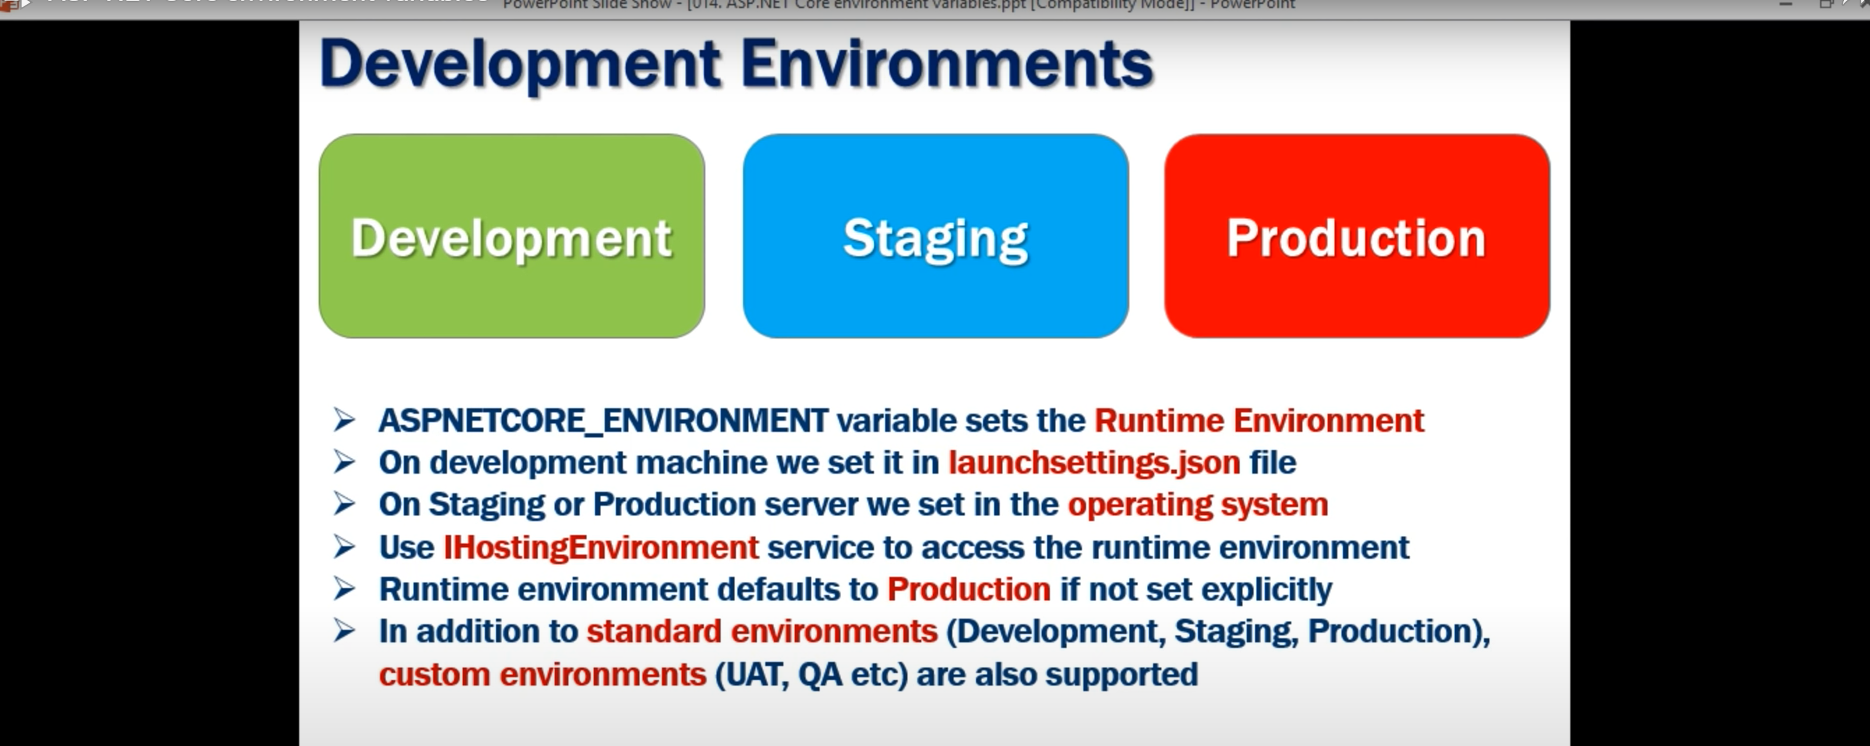 PowerPoint Slide Show - [014. ASP.NET Core environment variables.ppt [Compatibility Mode]] - PowerPoint
Development Environments
Development
Staging
Production
ASPNETCORE_ENVIRONMENT variable sets the Runtime Environment
On development machine we set it in launchsettings.json file
On Staging or Production server we set in the operating system
Use IHostingEnvironment service to access the runtime environment
Runtime environment defaults to Production if not set explicitly
In addition to standard environments (Development, Staging, Production),
custom environments (UAT, QA etc) are also supported